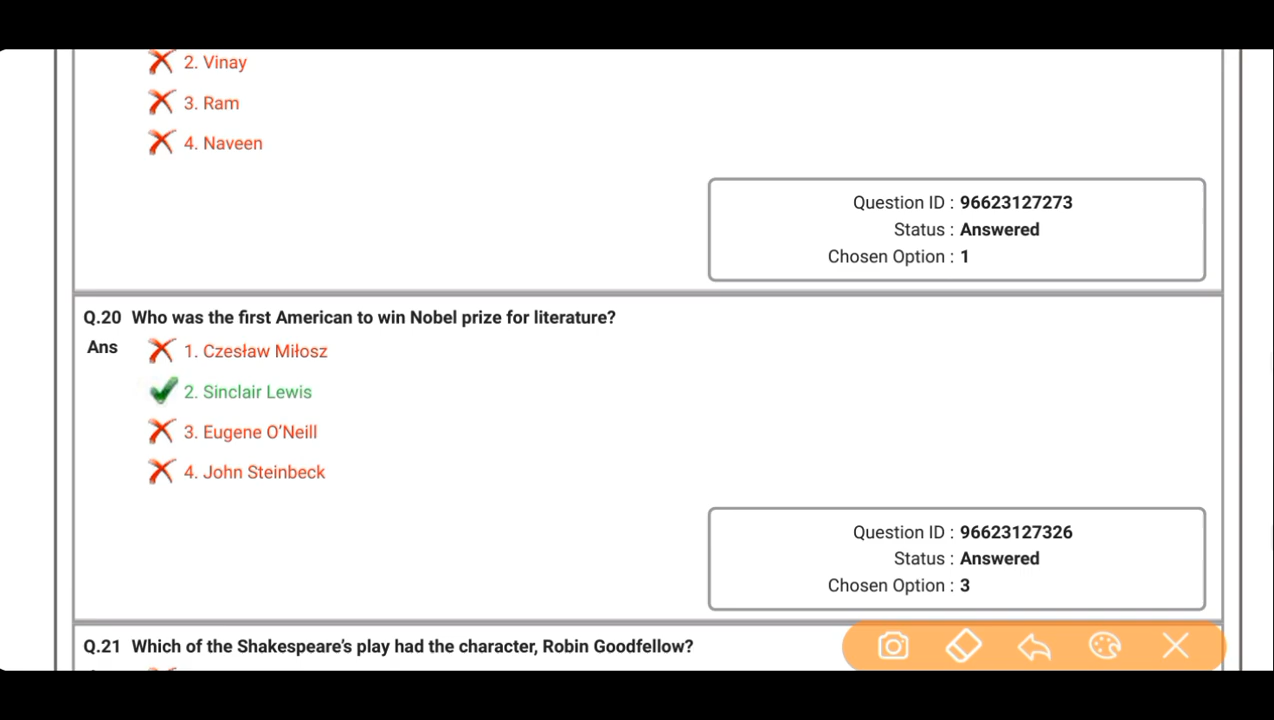 2. Vinay
3. Ram
4. Naveen
Question ID : 96623127273
Status : Answered
Chosen Option : 1
Q.20 Who was the first American to win Nobel prize for literature?
Ans 1. Czesław Miłosz
2. Sinclair Lewis
3. Eugene O’Neill
4. John Steinbeck
Question ID : 96623127326
Status : Answered
Chosen Option : 3
Q.21 Which of the Shakespeare’s play had the character, Robin Goodfellow?